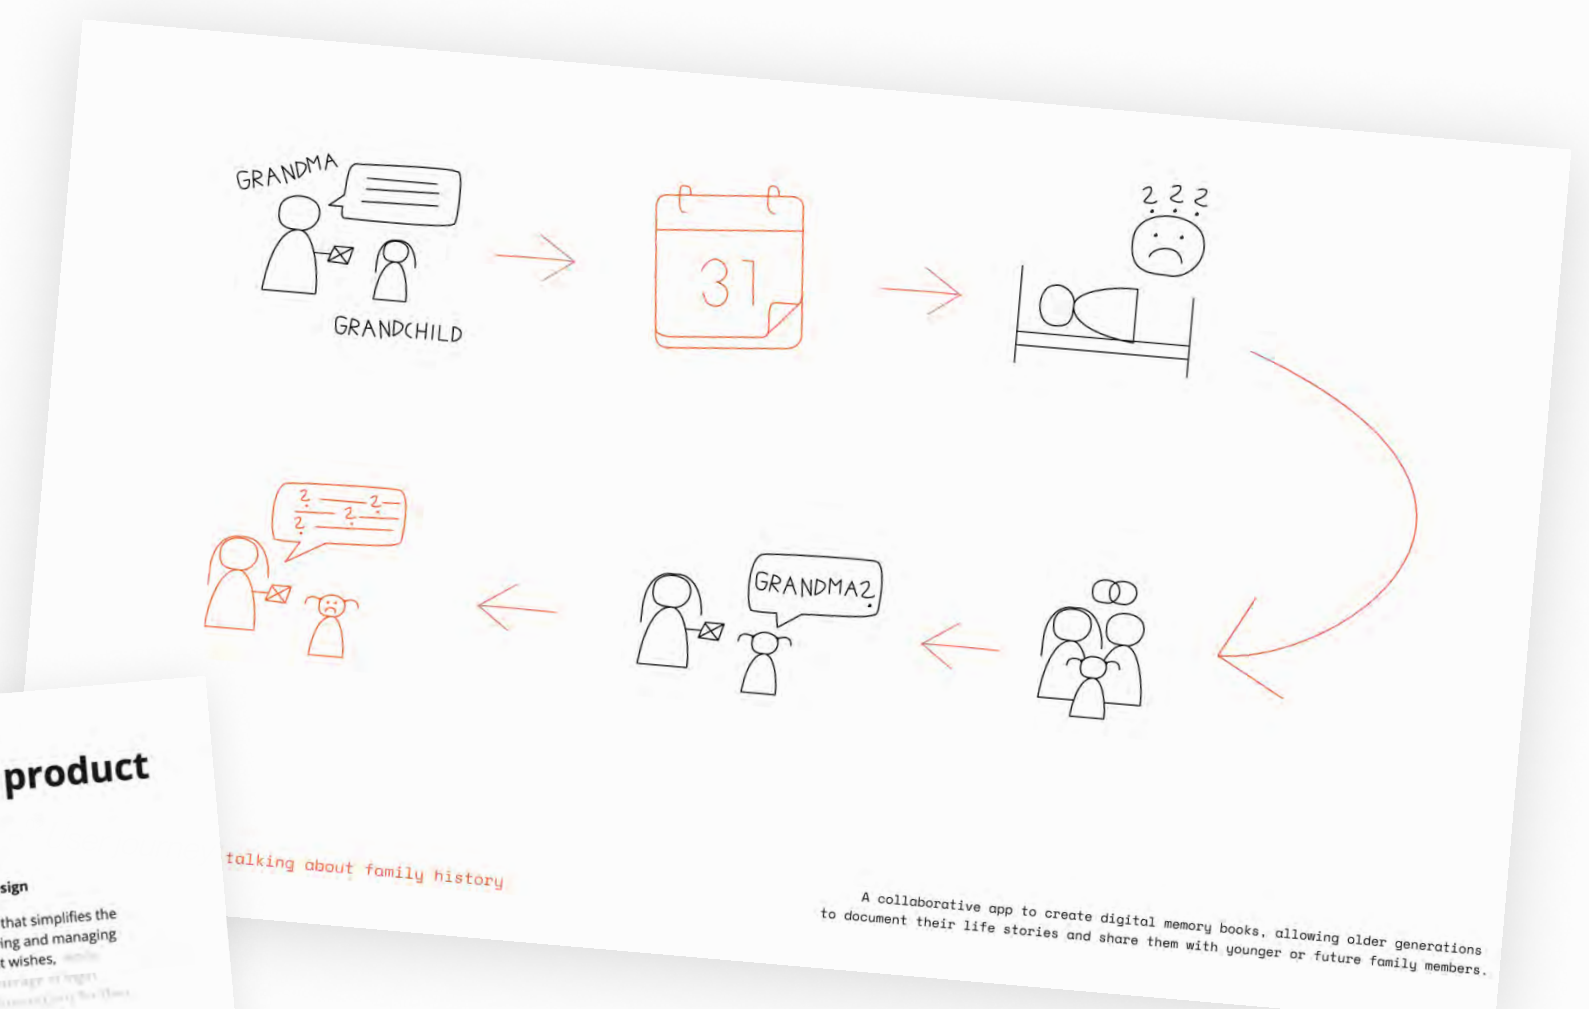 GRANDMA
GRANDCHILD
31
? ? ?
? ?
? ?
GRANDMA?
product
talking about family history
sign
that simplifies the
ing and managing
t wishes,
A collaborative app to create digital memory books, allowing older generations
to document their life stories and share them with younger or future family members.